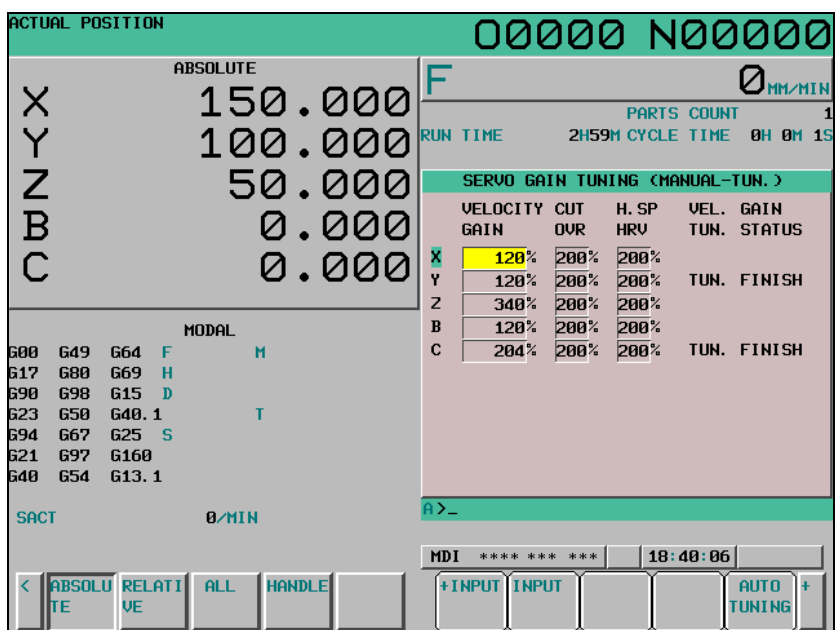 ACTUAL POSITION
O0000 N00000
ABSOLUTE
X 150.000
Y 100.000
Z 50.000
B 0.000
C 0.000
F 0 MM/MIN
PARTS COUNT 1
RUN TIME 2H59M CYCLE TIME 0H 0M 1S
SERVO GAIN TUNING (MANUAL-TUN.)
VELOCITY CUT H.SP VEL. GAIN
GAIN OVR HRV TUN. STATUS
X 120% 200% 200%
Y 120% 200% 200% TUN. FINISH
Z 340% 200% 200%
B 120% 200% 200%
C 204% 200% 200% TUN. FINISH
MODAL
G00 G49 G64 F M
G17 G80 G69 H
G90 G98 G15 D
G23 G50 G40.1 T
G94 G67 G25 S
G21 G97 G160
G40 G54 G13.1
SACT 0/MIN
A>_
MDI **** *** *** 18:40:06
< ABSOLU RELATI ALL HANDLE
TE VE
+INPUT INPUT AUTO +
TUNING